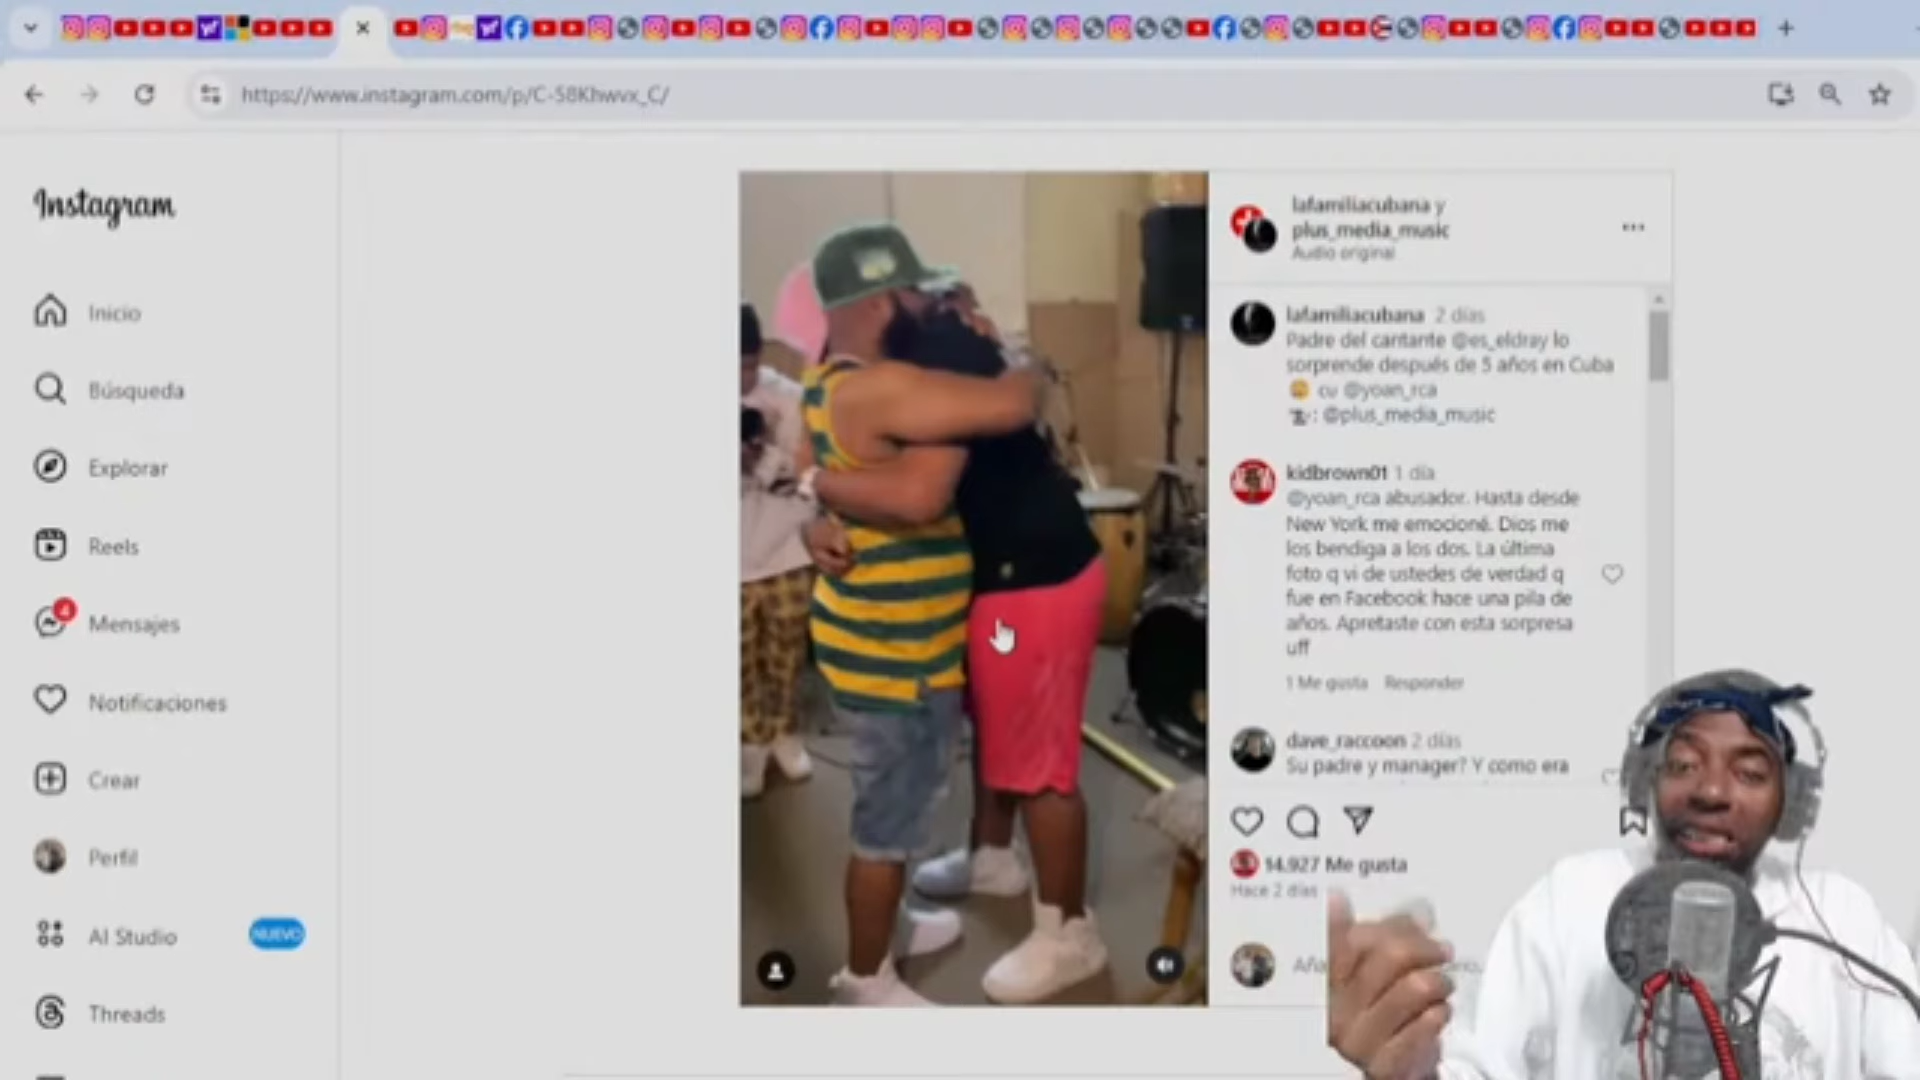 https://www.instagram.com/p/C-58Khwvx_C/
Instagram
Inicio
Búsqueda
Explorar
Reels
4
Mensajes
Notificaciones
Crear
Perfil
AI Studio
NUEVO
Threads
lafamiliacubana y
plus_media_music
Audio original
lafamiliacubana 2 días
Padre del cantante @es_eldray lo
sorprende después de 5 años en Cuba
cu @yoan_rca
: @plus_media_music
kidbrown01 1 día
@yoan_rca abusador. Hasta desde
New York me emocioné. Dios me
los bendiga a los dos. La última
foto q vi de ustedes de verdad q
fue en Facebook hace una pila de
años. Apretaste con esta sorpresa
uff
1 Me gusta Responder
dave_raccoon 2 días
Su padre y manager? Y como era
14.927 Me gusta
Hace 2 días